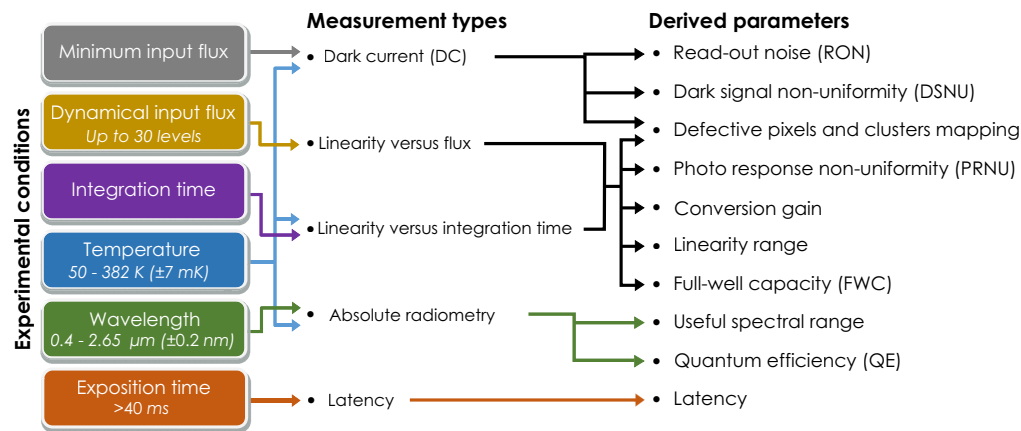 Measurement types
Derived parameters
Experimental conditions
Minimum input flux
Dynamical input flux
Up to 30 levels
Integration time
Temperature
50 - 382 K (±7 mK)
Wavelength
0.4 - 2.65 µm (±0.2 nm)
Exposition time
>40 ms
• Dark current (DC)
• Linearity versus flux
• Linearity versus integration time
• Absolute radiometry
• Latency
• Read-out noise (RON)
• Dark signal non-uniformity (DSNU)
• Defective pixels and clusters mapping
• Photo response non-uniformity (PRNU)
• Conversion gain
• Linearity range
• Full-well capacity (FWC)
• Useful spectral range
• Quantum efficiency (QE)
• Latency